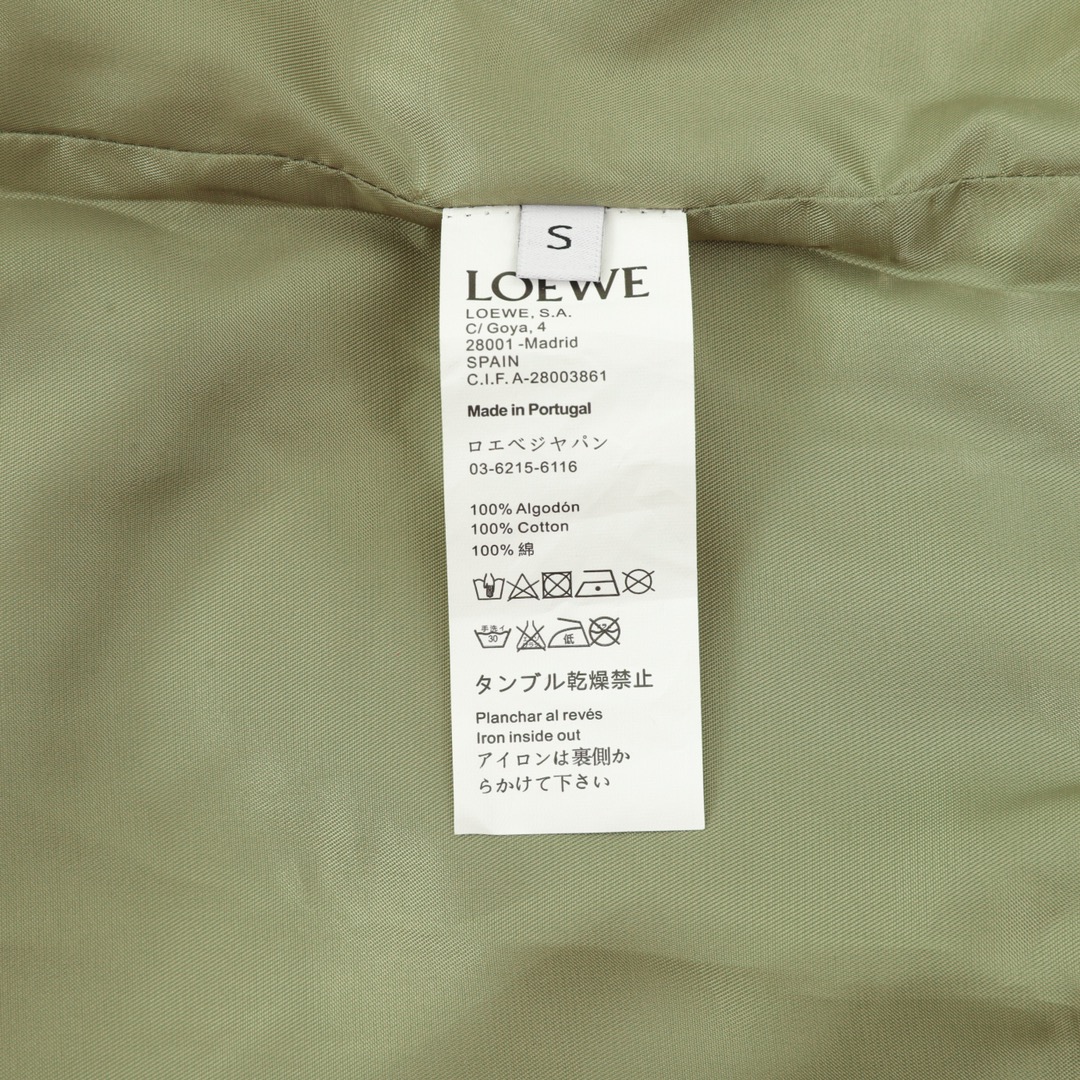 S
LOEWE
LOEWE, S.A.
C/ Goya, 4
28001 -Madrid
SPAIN
C.I.F. A-28003861
Made in Portugal
ロエベジヤパン
03-6215-6116
100% Algodón
100% Cotton
100% 綿
手洗イ
30
低
タンブル乾燥禁止
Planchar al revés
Iron inside out
アイロンは裏側か
らかけて下さい